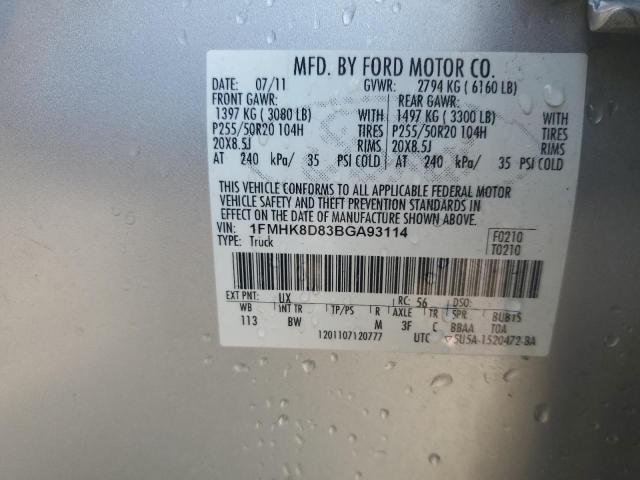 MFD. BY FORD MOTOR CO.
DATE: 07/11 GVWR: 2794 KG ( 6160 LB)
FRONT GAWR: REAR GAWR:
1397 KG ( 3080 LB) WITH 1497 KG ( 3300 LB) WITH
P255/50R20 104H TIRES P255/50R20 104H TIRES
20X8.5J RIMS 20X8.5J RIMS
AT 240 kPa/ 35 PSI COLD AT 240 kPa/ 35 PSI COLD
THIS VEHICLE CONFORMS TO ALL APPLICABLE FEDERAL MOTOR
VEHICLE SAFETY AND THEFT PREVENTION STANDARDS IN
EFFECT ON THE DATE OF MANUFACTURE SHOWN ABOVE.
VIN: 1FMHK8D83BGA93114 F0210
TYPE: Truck T0210
EXT PNT: UX RC: 56 DSO:
WB INT TR TP/PS R AXLE TR SPR
113 BW M 3F C BBAA TOA
1201107120777 UTC ▽5U5A-1520472-BA